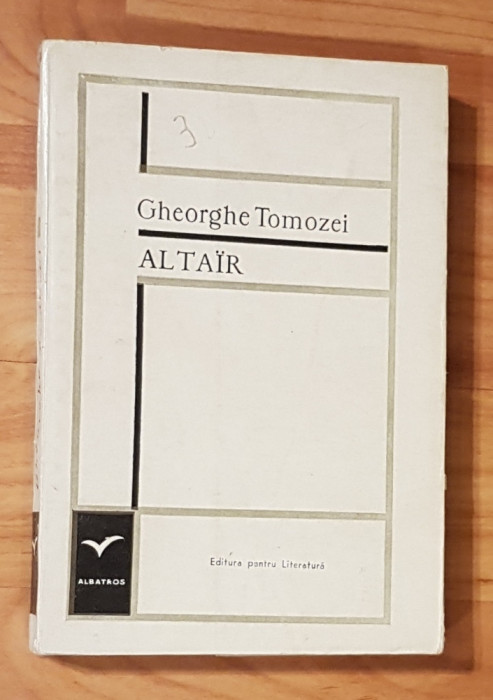 3
Gheorghe Tomozei
ALTAÏR
ALBATROS
Editura pentru Literatură